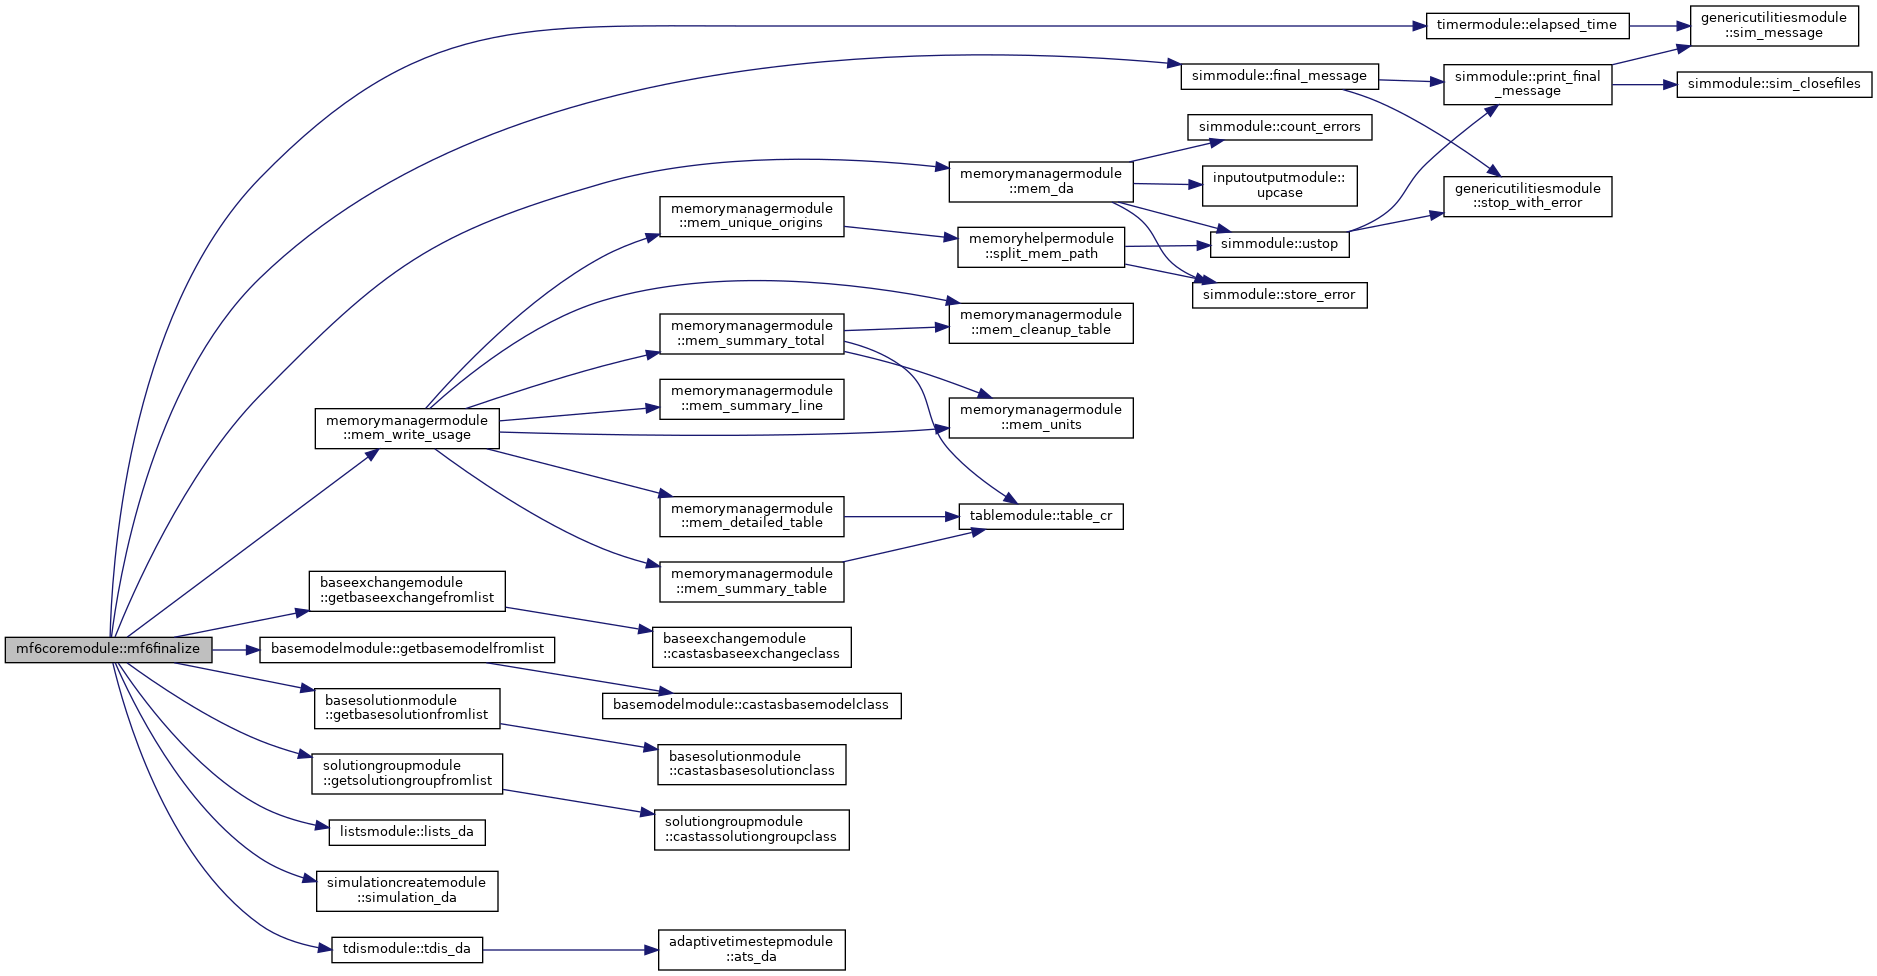 timermodule::elapsed_time
genericutilitiesmodule
::sim_message
simmodule::final_message
simmodule::print_final
_message
simmodule::sim_closefiles
simmodule::count_errors
memorymanagermodule
::mem_da
inputoutputmodule::
upcase
genericutilitiesmodule
::stop_with_error
memorymanagermodule
::mem_unique_origins
memoryhelpermodule
::split_mem_path
simmodule::ustop
simmodule::store_error
memorymanagermodule
::mem_cleanup_table
memorymanagermodule
::mem_summary_total
memorymanagermodule
::mem_summary_line
memorymanagermodule
::mem_write_usage
memorymanagermodule
::mem_units
memorymanagermodule
::mem_detailed_table
tablemodule::table_cr
memorymanagermodule
::mem_summary_table
baseexchangemodule
::getbaseexchangefromlist
baseexchangemodule
::castasbaseexchangeclass
mf6coremodule::mf6finalize
basemodelmodule::getbasemodelfromlist
basemodelmodule::castasbasemodelclass
basesolutionmodule
::getbasesolutionfromlist
basesolutionmodule
::castasbasesolutionclass
solutiongroupmodule
::getsolutiongroupfromlist
solutiongroupmodule
::castassolutiongroupclass
listsmodule::lists_da
simulationcreatemodule
::simulation_da
tdismodule::tdis_da
adaptivetimestepmodule
::ats_da